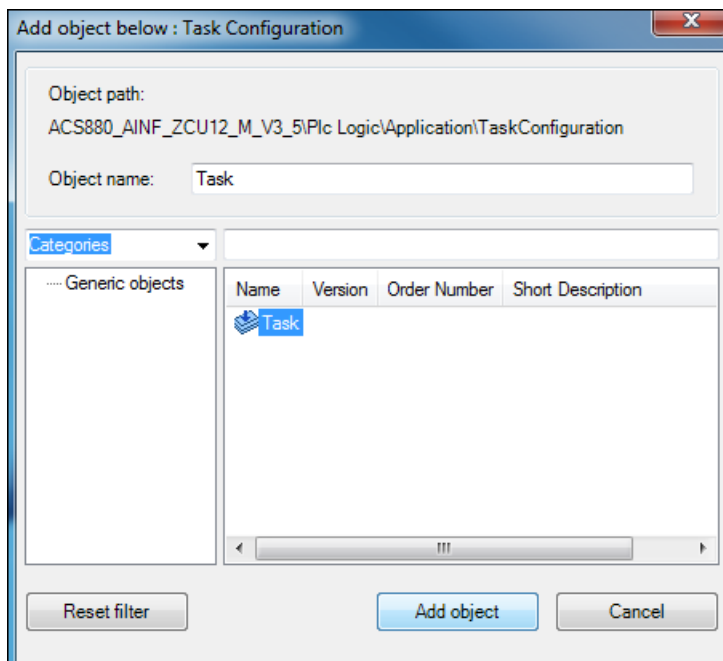 Add object below : Task Configuration
Object path:
ACS880_AINF_ZCU12_M_V3_5\Plc Logic\Application\TaskConfiguration
Object name: Task
Categories
Generic objects
Name Version Order Number Short Description
Task
Reset filter Add object Cancel